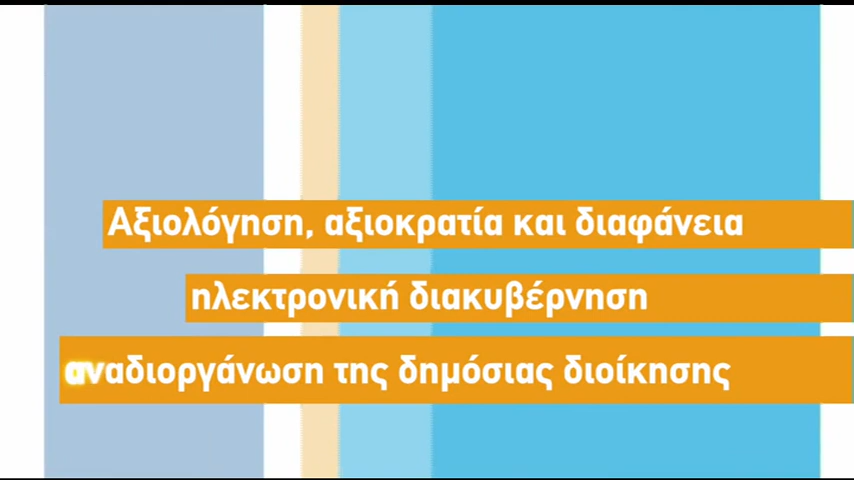 Αξιολόγηση, αξιοκρατία και διαφάνεια
ηλεκτρονική διακυβέρνηση
αναδιοργάνωση της δημόσιας διοίκησης